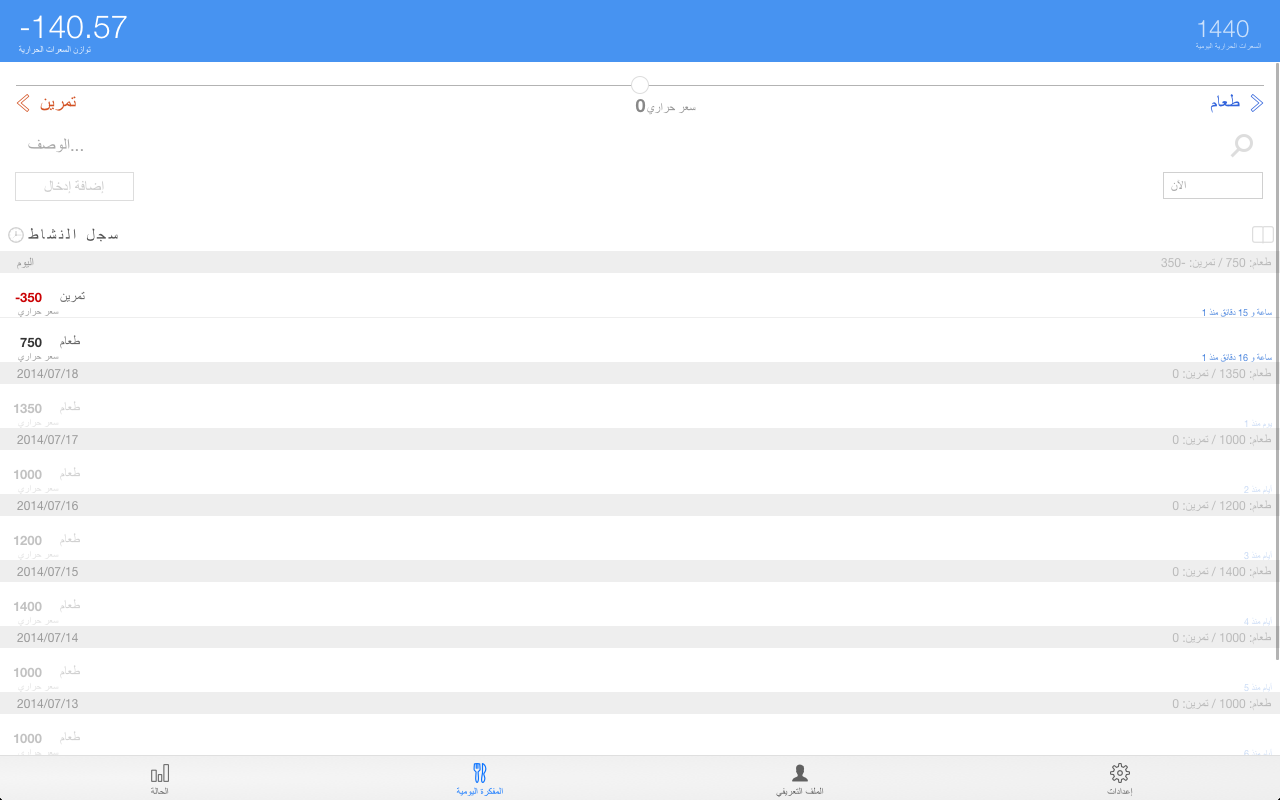 -140.57
توازن السعرات الحرارية
1440
السعرات الحرارية اليومية
تمرين
0 سعر حراري
طعام
الوصف...
إضافة إدخال
الآن
سجل النشاط
اليوم
طعام: 750 / تمرين: -350
-350 تمرين
سعر حراري
ساعة و 15 دقائق منذ 1
750 طعام
سعر حراري
ساعة و 16 دقائق منذ 1
2014/07/18
طعام: 1350 / تمرين: 0
1350 طعام
سعر حراري
يوم منذ 1
2014/07/17
طعام: 1000 / تمرين: 0
1000 طعام
سعر حراري
أيام منذ 2
2014/07/16
طعام: 1200 / تمرين: 0
1200 طعام
سعر حراري
أيام منذ 3
2014/07/15
طعام: 1400 / تمرين: 0
1400 طعام
سعر حراري
أيام منذ 4
2014/07/14
طعام: 1000 / تمرين: 0
1000 طعام
سعر حراري
أيام منذ 5
2014/07/13
طعام: 1000 / تمرين: 0
1000 طعام
سعر حراري
أيام منذ 6
الحالة
المفكرة اليومية
الملف التعريفي
إعدادات